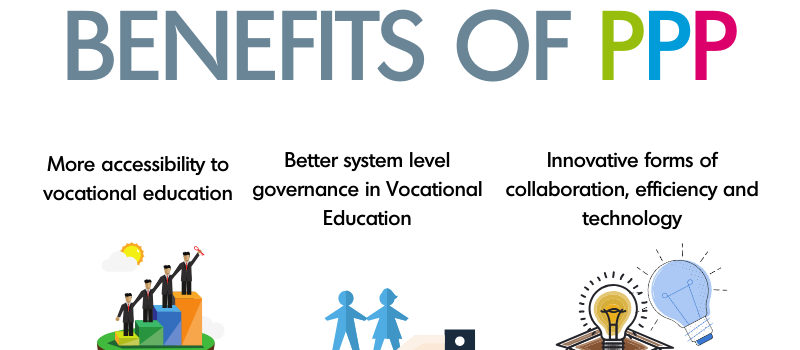 BENEFITS OF PPP
More accessibility to
vocational education
Better system level
governance in Vocational
Education
Innovative forms of
collaboration, efficiency and
technology